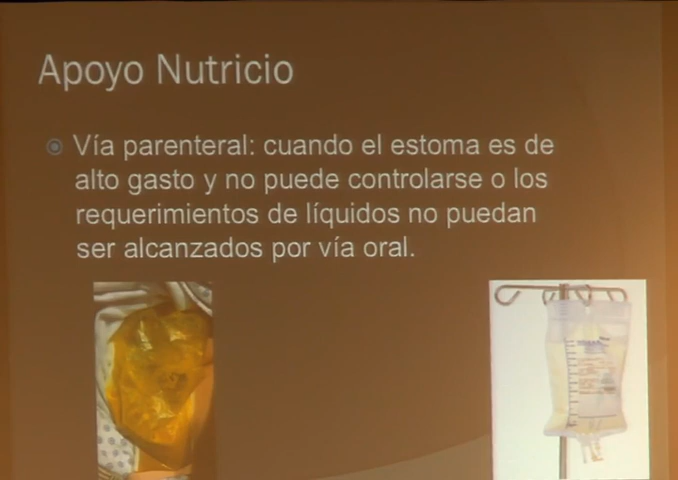 Apoyo Nutricio
Vía parenteral: cuando el estoma es de
alto gasto y no puede controlarse o los
requerimientos de líquidos no puedan
ser alcanzados por vía oral.